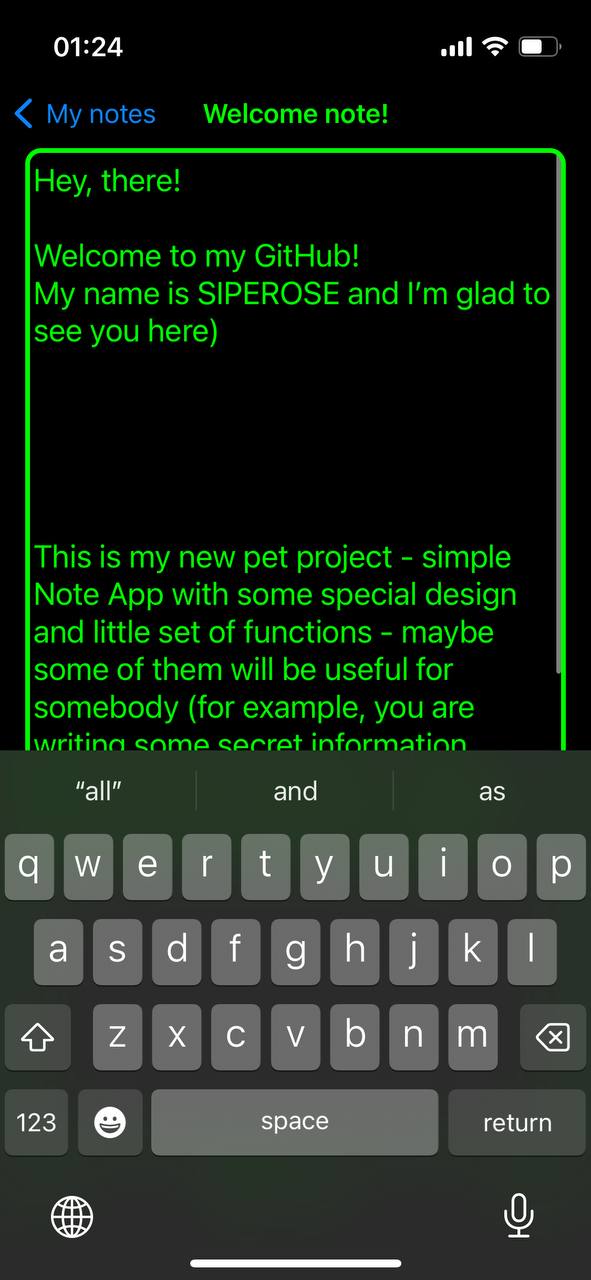 01:24
My notes
Welcome note!
Hey, there!
Welcome to my GitHub!
My name is SIPEROSE and I’m glad to
see you here)
This is my new pet project - simple
Note App with some special design
and little set of functions - maybe
some of them will be useful for
somebody (for example, you are
writing some secret information
“all” and as
q w e r t y u i o p
a s d f g h j k l
z x c v b n m
123 space return